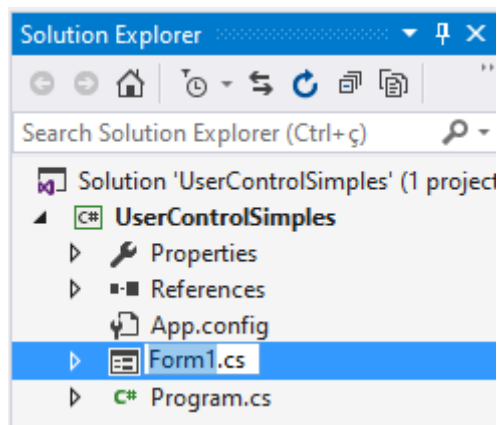 Solution Explorer
Search Solution Explorer (Ctrl+ç)
Solution 'UserControlSimples' (1 project
C# UserControlSimples
Properties
References
App.config
Form1.cs
C# Program.cs